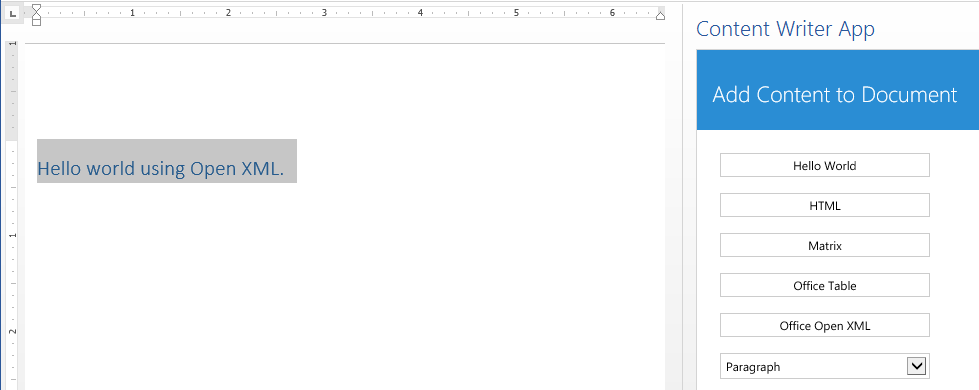 1 2 3 4 5 6
1
1
2
Hello world using Open XML.
Content Writer App
Add Content to Document
Hello World
HTML
Matrix
Office Table
Office Open XML
Paragraph